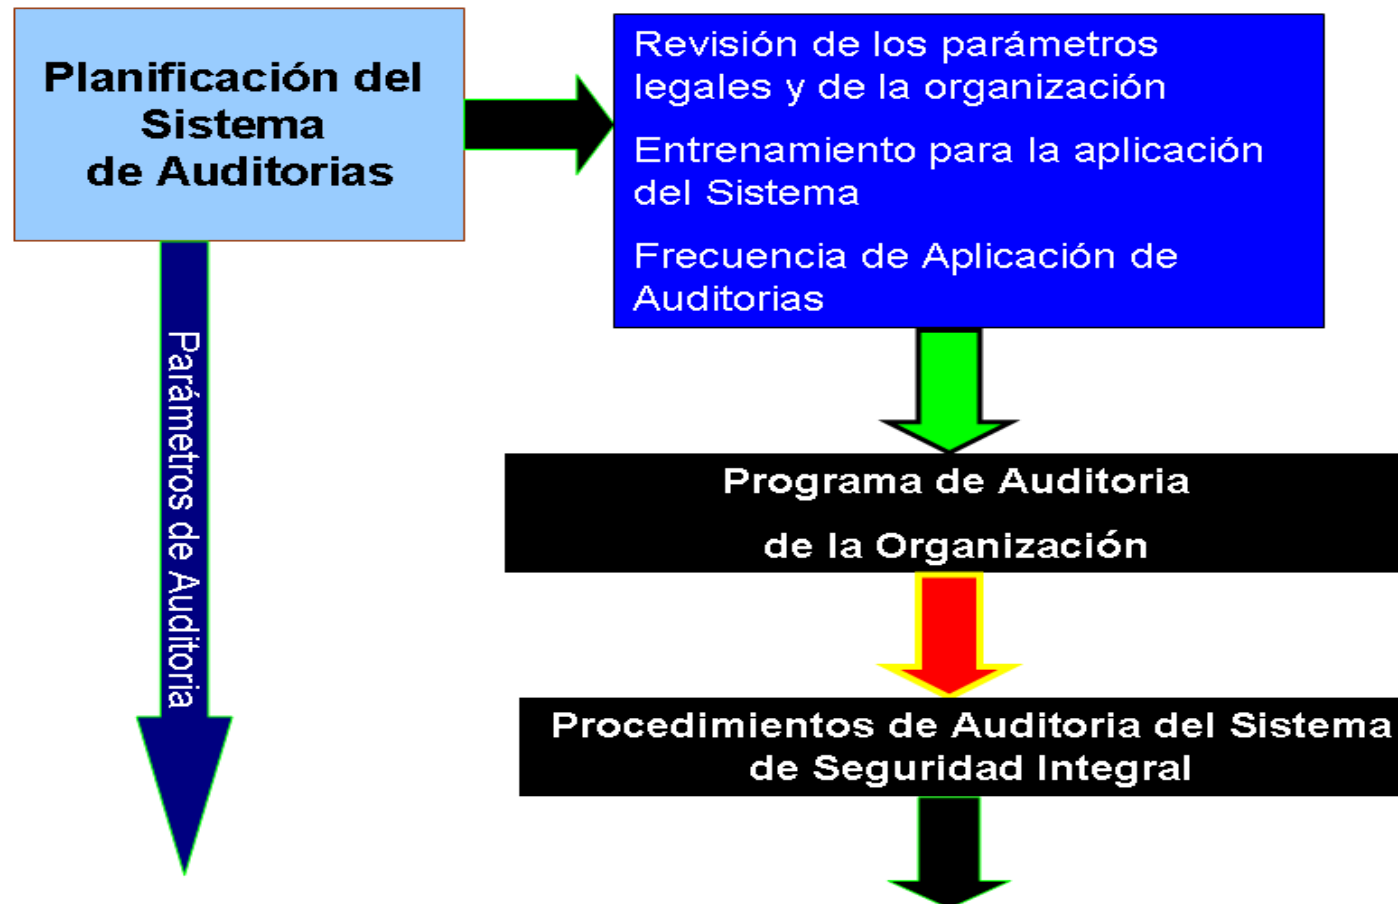 Planificación del
Sistema
de Auditorias
Revisión de los parámetros
legales y de la organización
Entrenamiento para la aplicación
del Sistema
Frecuencia de Aplicación de
Auditorias
Parámetros de Auditoria
Programa de Auditoria
de la Organización
Procedimientos de Auditoria del Sistema
de Seguridad Integral